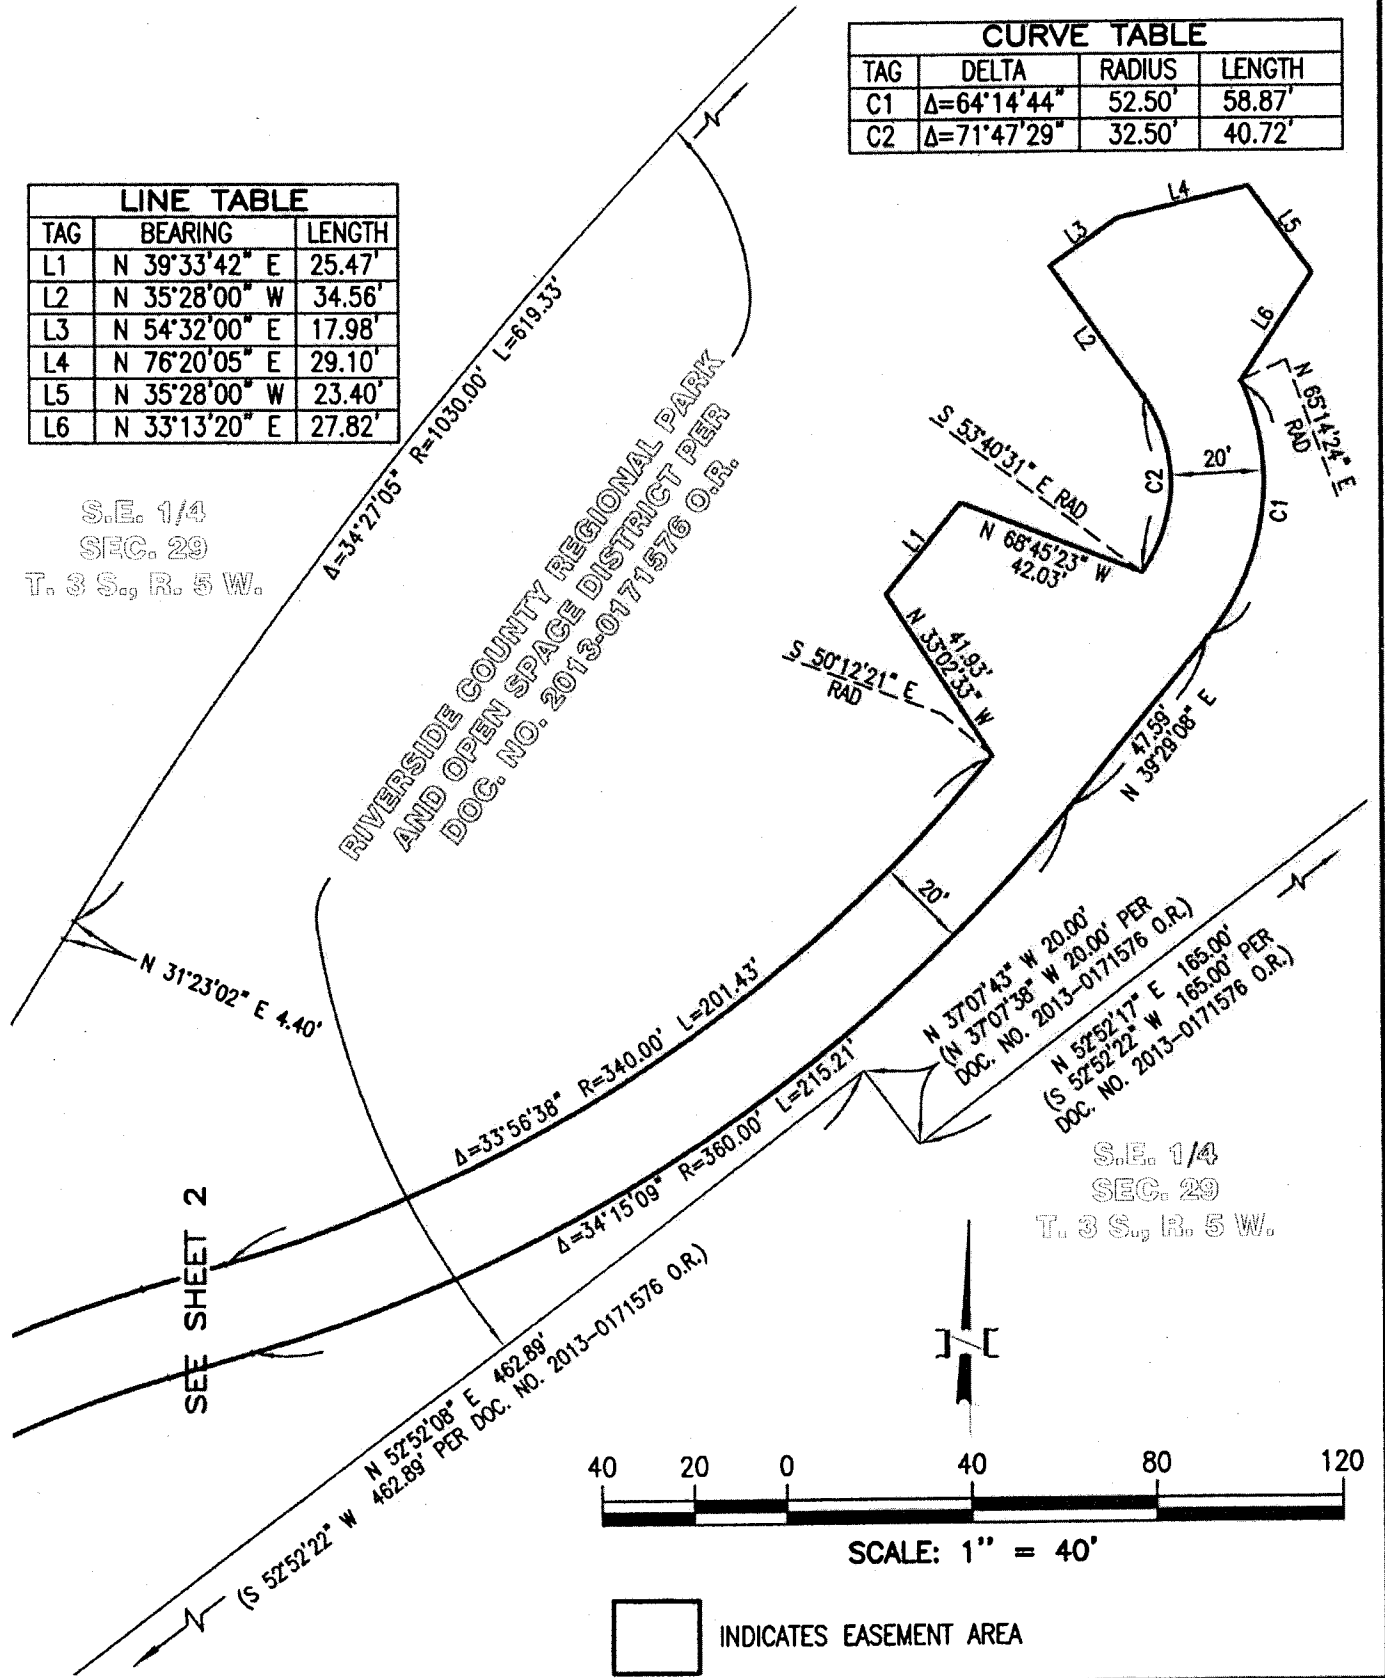 CURVE TABLE
TAG DELTA RADIUS LENGTH
C1 Δ=64°14'44" 52.50' 58.87'
C2 Δ=71°47'29" 32.50' 40.72'
LINE TABLE
TAG BEARING LENGTH
L1 N 39°33'42" E 25.47'
L2 N 35°28'00" W 34.56'
L3 N 54°32'00" E 17.98'
L4 N 76°20'05" E 29.10'
L5 N 35°28'00" W 23.40'
L6 N 33°13'20" E 27.82'
S.E. 1/4
SEC. 29
T. 3 S., R. 5 W.
Δ=34°27'05" R=1030.00' L=619.33'
RIVERSIDE COUNTY REGIONAL PARK
AND OPEN SPACE DISTRICT PER
DOC. NO. 2013-0171576 O.R.
L4
L3
L5
L2
L6
N 65°14'24" E
RAD
S 53°40'31" E RAD
C2
20'
C1
L1
N 68°45'23" W
42.03'
41.93'
N 33°02'33" W
S 50°12'21" E
RAD
47.59'
N 39°29'08" E
20'
N 31°23'02" E 4.40'
N 37°07'43" W 20.00'
(N 37°07'38" W 20.00' PER
DOC. NO. 2013-0171576 O.R.)
N 52°52'17" E 165.00'
(S 52°52'22" W 165.00' PER
DOC. NO. 2013-0171576 O.R.)
Δ=33°56'38" R=340.00' L=201.43'
Δ=34°15'09" R=360.00' L=215.21'
S.E. 1/4
SEC. 29
T. 3 S., R. 5 W.
SEE SHEET 2
N 52°52'08" E 462.89'
(S 52°52'22" W 462.89' PER DOC. NO. 2013-0171576 O.R.)
N
40 20 0 40 80 120
SCALE: 1" = 40'
INDICATES EASEMENT AREA